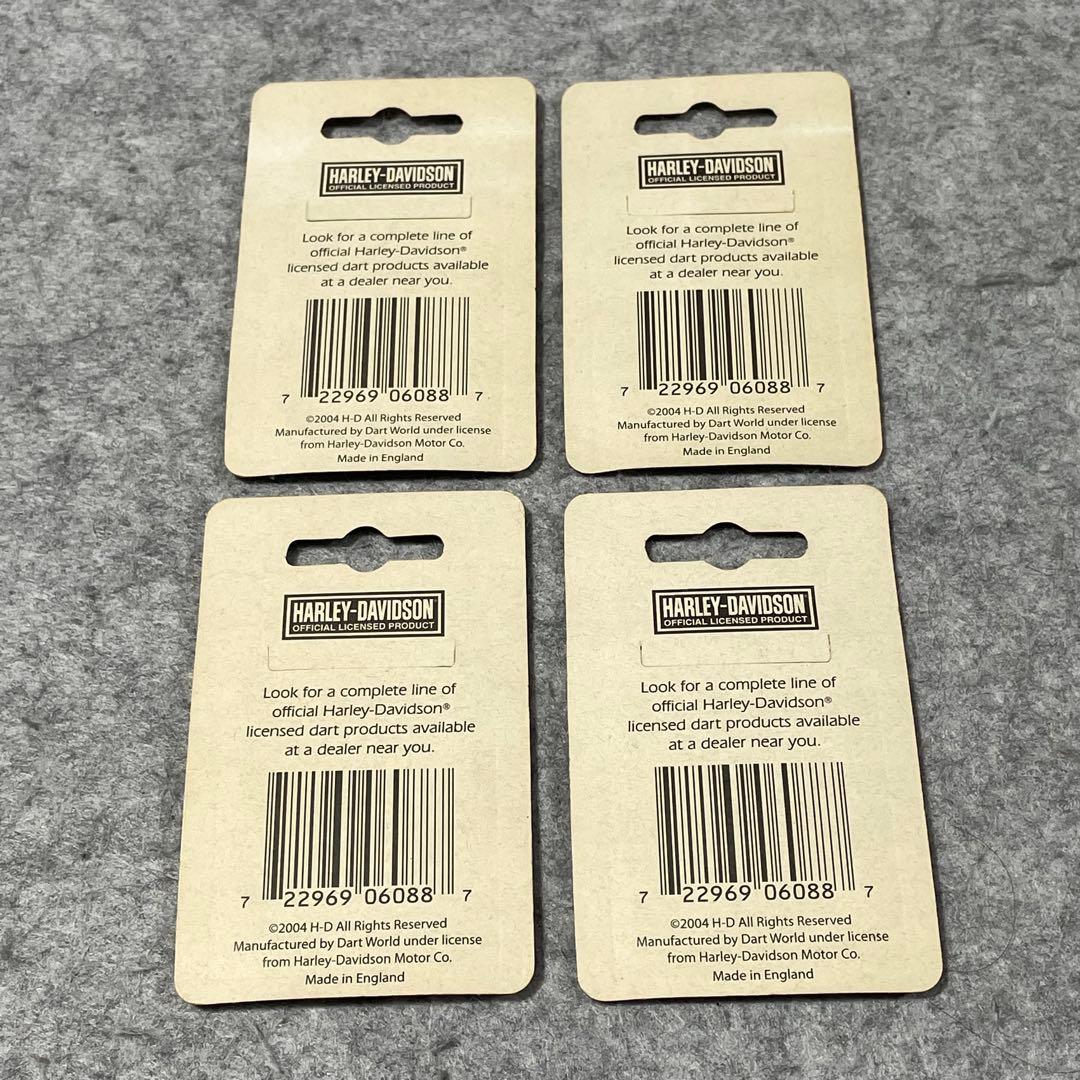 HARLEY-DAVIDSON
OFFICIAL LICENSED PRODUCT
Look for a complete line of
official Harley-Davidson®
licensed dart products available
at a dealer near you.
7 22969 06088 7
©2004 H-D All Rights Reserved
Manufactured by Dart World under license
from Harley-Davidson Motor Co.
Made in England
HARLEY-DAVIDSON
OFFICIAL LICENSED PRODUCT
Look for a complete line of
official Harley-Davidson®
licensed dart products available
at a dealer near you.
7 22969 06088 7
©2004 H-D All Rights Reserved
Manufactured by Dart World under license
from Harley-Davidson Motor Co.
Made in England
HARLEY-DAVIDSON
OFFICIAL LICENSED PRODUCT
Look for a complete line of
official Harley-Davidson®
licensed dart products available
at a dealer near you.
7 22969 06088 7
©2004 H-D All Rights Reserved
Manufactured by Dart World under license
from Harley-Davidson Motor Co.
Made in England
HARLEY-DAVIDSON
OFFICIAL LICENSED PRODUCT
Look for a complete line of
official Harley-Davidson®
licensed dart products available
at a dealer near you.
7 22969 06088 7
©2004 H-D All Rights Reserved
Manufactured by Dart World under license
from Harley-Davidson Motor Co.
Made in England